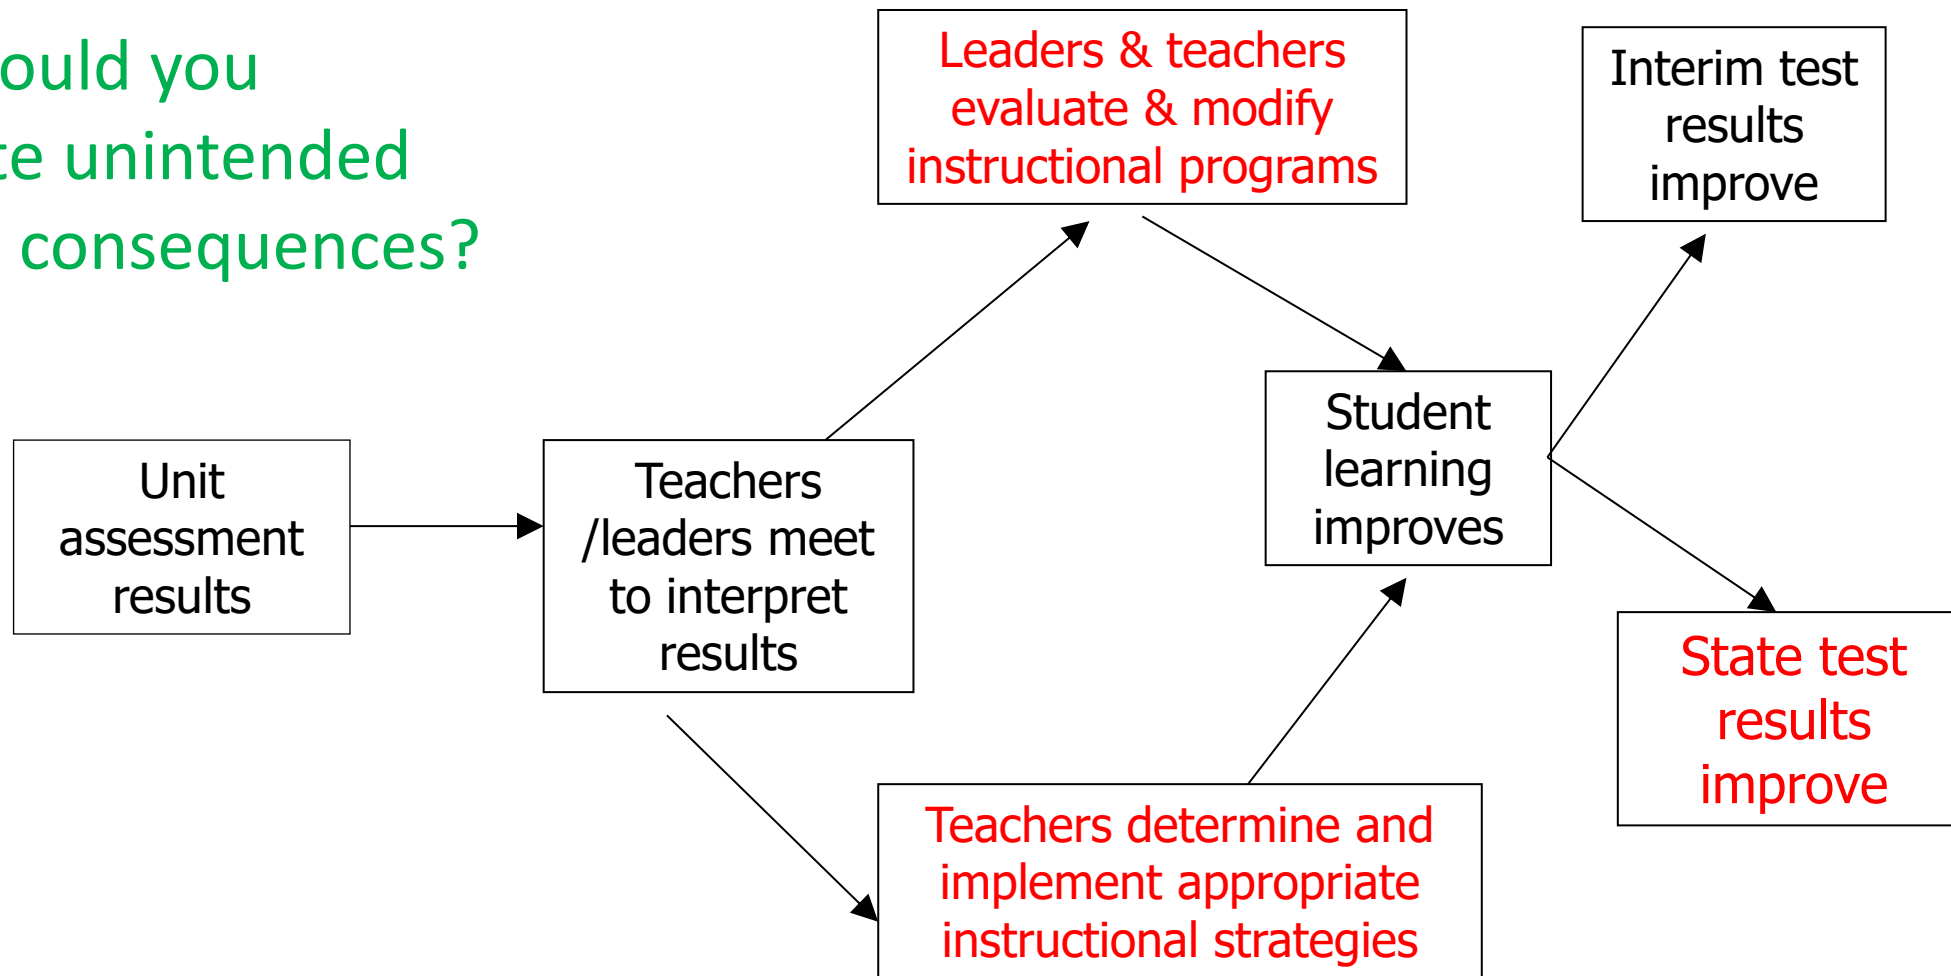 ould you
te unintended
consequences?
Leaders & teachers
evaluate & modify
instructional programs
Interim test
results
improve
Unit
assessment
results
Teachers
/leaders meet
to interpret
results
Student
learning
improves
State test
results
improve
Teachers determine and
implement appropriate
instructional strategies